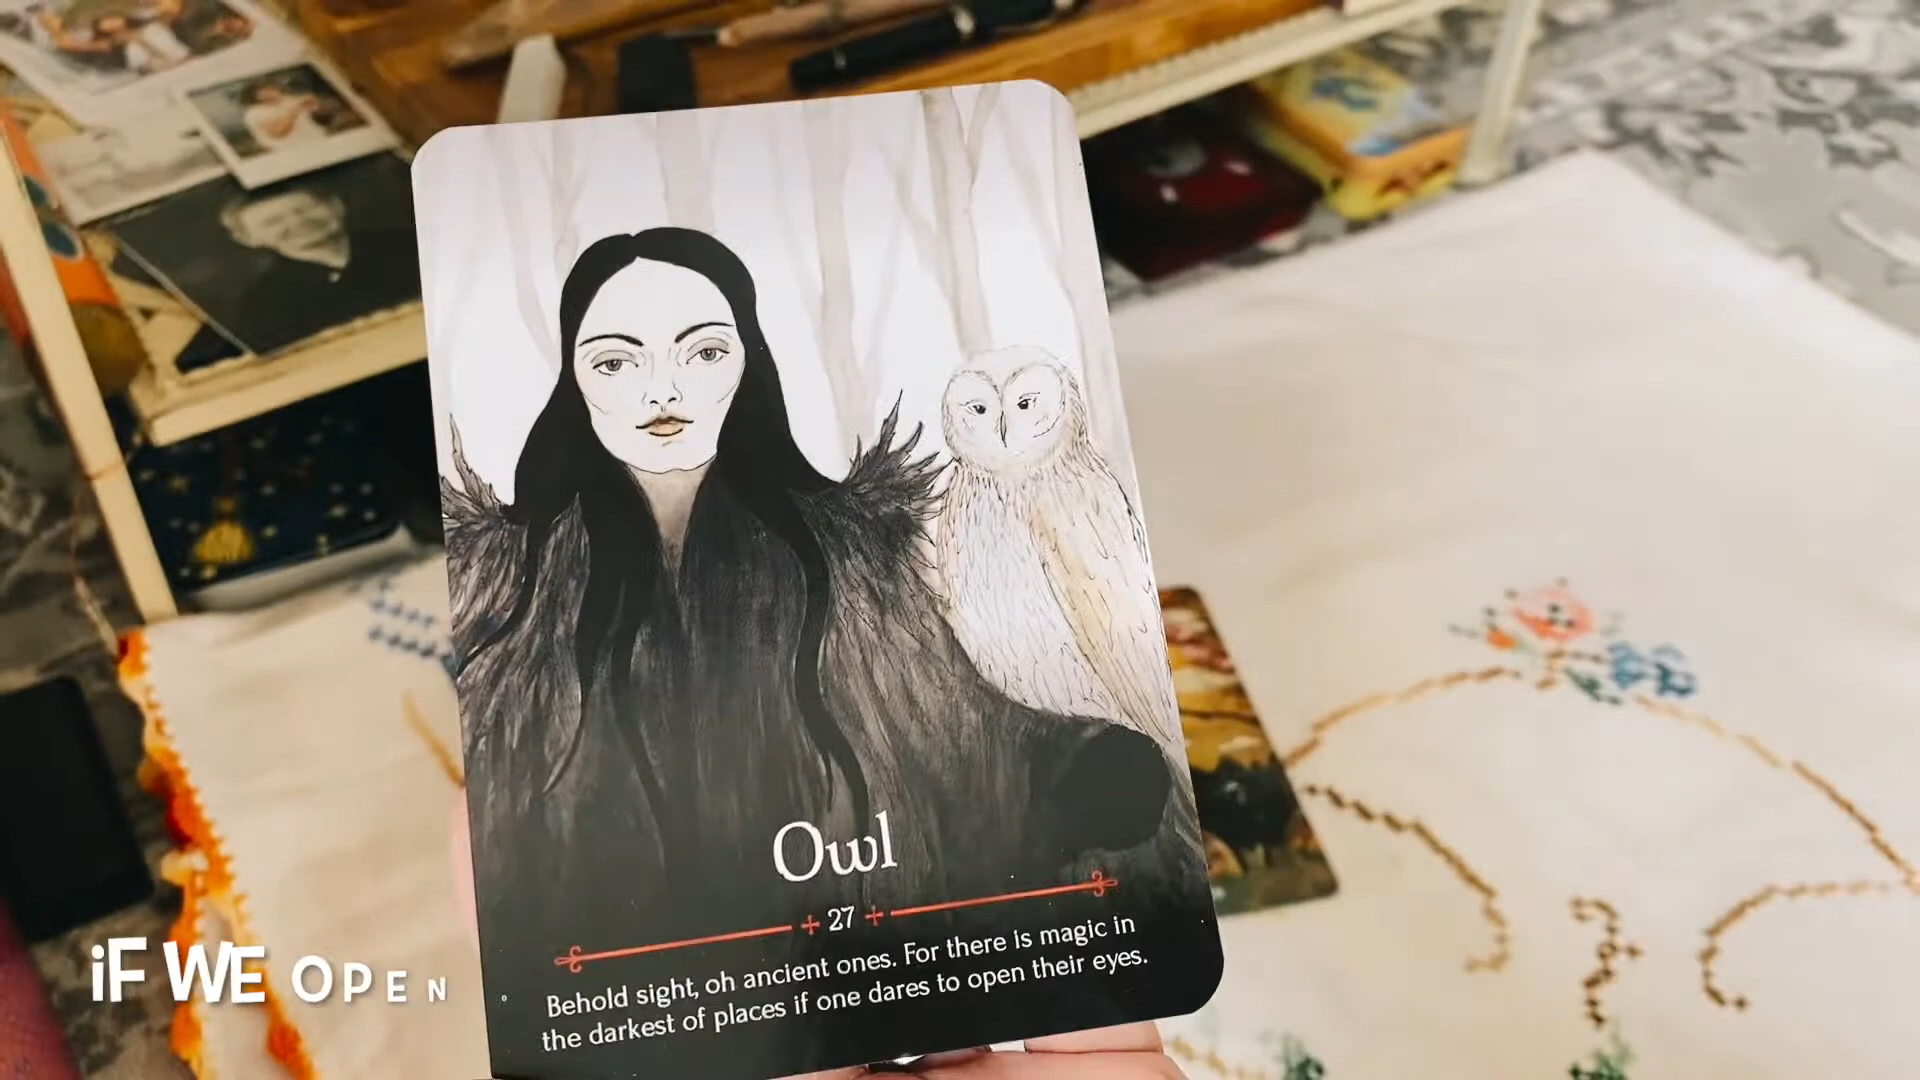 Owl
27
Behold sight, oh ancient ones. For there is magic in
the darkest of places if one dares to open their eyes.
iF WE OPEN